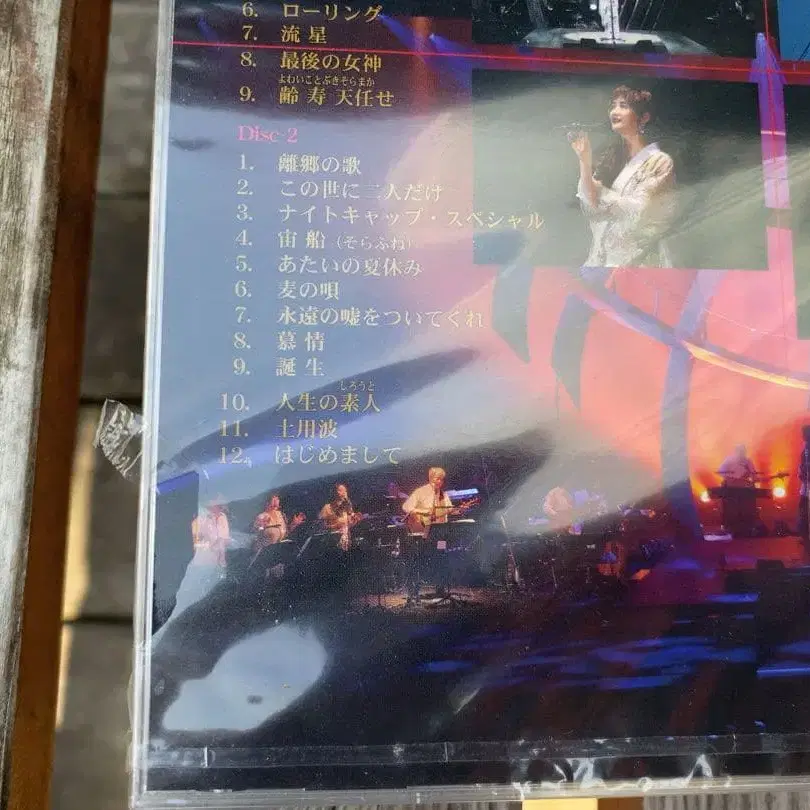 6. ローリング
7. 流星
8. 最後の女神
よわいことぶきそらまか
9. 齢寿 天任せ
Disc-2
1. 離郷の歌
2. この世に二人だけ
3. ナイトキャップ・スペシャル
4. 宙船(そらふね)
5. あたいの夏休み
6. 麦の唄
7. 永遠の嘘をついてくれ
8. 慕情
9. 誕生
しろうと
10. 人生の素人
11. 土用波
12. はじめまして